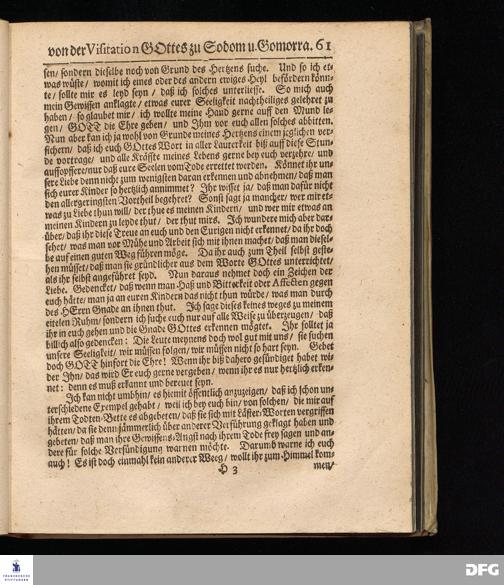 von der Visitation GOttes zu Sodom u. Gomorra. 61
sen/ sondern dieselbe noch von Grund des Hertzens suche. Und so ich et-
was wüste/ womit ich eines oder des andern ewiges Heyl befördern könn-
te/ sollte mir es leyd seyn / daß ich solches unterliesse. So mich auch
mein Gewissen anklagte/ etwas eurer Seeligkeit nachtheiliges gelehret zu
haben / so glaubet mir/ ich wollte meine Hand gerne auff den Mund le-
gen/ GOTT die Ehre geben/ und Ihm vor euch allen solches abbitten.
Nun aber kan ich ja wohl von Grunde meines Hertzens einem jeglichen ver-
sichern/ daß ich euch GOttes Wort in aller Lauterkeit biß auff diese Stun-
de vortrage/ und alle Kräffte meines Lebens gerne bey euch verzehre/ und
auffopffere/ nur daß eure Seelen vom Tode errettet werden. Könnet ihr un-
sere Liebe denn nicht zum wenigsten daran erkennen und abnehmen/ daß man
sich eurer Kinder so hertzlich annimmet? Ihr wisset ja/ daß man dafür nicht
den allergeringsten Vortheil begehret? Sonst sagt ja mancher/ wer mir et-
was zu Liebe thun will/ der thue es meinen Kindern/ und wer mir etwas an
meinen Kindern zu leyde thut/ der thut mirs. Ich wundere mich aber dar-
über/ daß ihr diese Treue an euch und den Eurigen nicht erkennet/ da ihr doch
sehet/ was man vor Mühe und Arbeit sich mit ihnen machet/ daß man diesel-
be auf einen guten Weg führen möge. Da ihr auch zum Theil selbst geste-
hen müsset/ daß man sie gründlicher aus dem Worte GOttes unterrichtet/
als ihr selbst angeführet seyd. Nun daraus nehmet doch ein Zeichen der
Liebe. Gedencket/ daß wenn man Haß und Bitterkeit oder Affecten gegen
euch hätte/ man ja an euren Kindern das nicht thun würde/ was man durch
des HErrn Gnade an ihnen thut. Ich sage dieses keines weges zu meinem
eitelen Ruhm/ sondern ich suche euch nur auf alle Weise zu überzeugen/ daß
ihr in euch gehen und die Gnade GOttes erkennen mögtet. Ihr solltet ja
billich also gedencken: Die Leute meynens doch wol gut mit uns/ sie suchen
unsere Seeligkeit/ wir müssen folgen/ wir müssen nicht so hart seyn. Gebet
doch GOTT hinfort die Ehre! Wenn ihr biß dahero gesündiget habet wi-
der Ihn/ das wird Er euch gerne vergeben/ wenn ihr es nur hertzlich erken-
net: denn es muß erkannt und bereuet seyn.
Ich kan nicht umhin/ es hiemit öffentlich anzuzeigen/ daß ich schon un-
terschiedene Exempel gehabt/ weil ich bey euch bin/ von solchen/ die mir auf
ihrem Todten-Bette es abgebeten/ daß sie sich mit Läster-Worten vergriffen
hätten/ da sie denn jämmerlich über anderer Verführung geklagt haben und
gebeten/ daß man ihre Gewissens-Angst nach ihrem Tode frey sagen und an-
dere für solche Versündigung warnen möchte. Darumb warne ich euch
auch! Es ist doch einmahl kein anderer Weeg/ wollt ihr zum Himmel kom-
H 3 men/
FRANCKESCHE
STIFTUNGEN
DFG